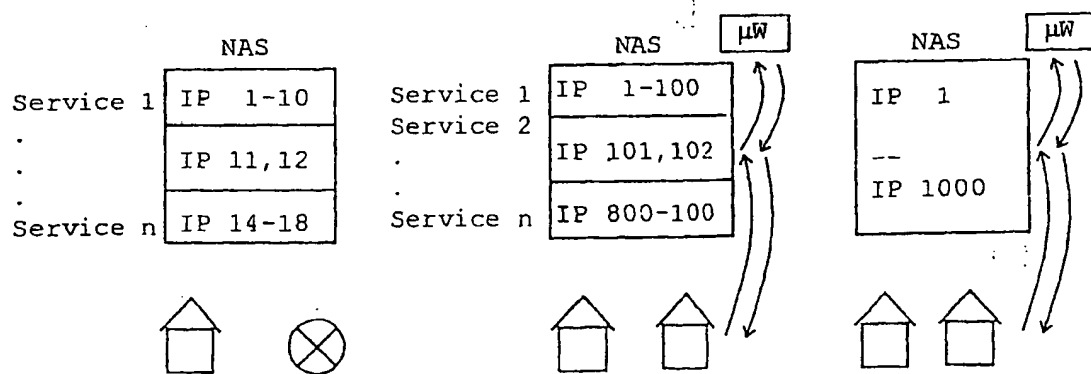 NAS
Service 1 IP 1-10
.
. IP 11,12
.
Service n IP 14-18
NAS
µW
Service 1 IP 1-100
Service 2
. IP 101,102
.
Service n IP 800-100
NAS
µW
IP 1
--
IP 1000